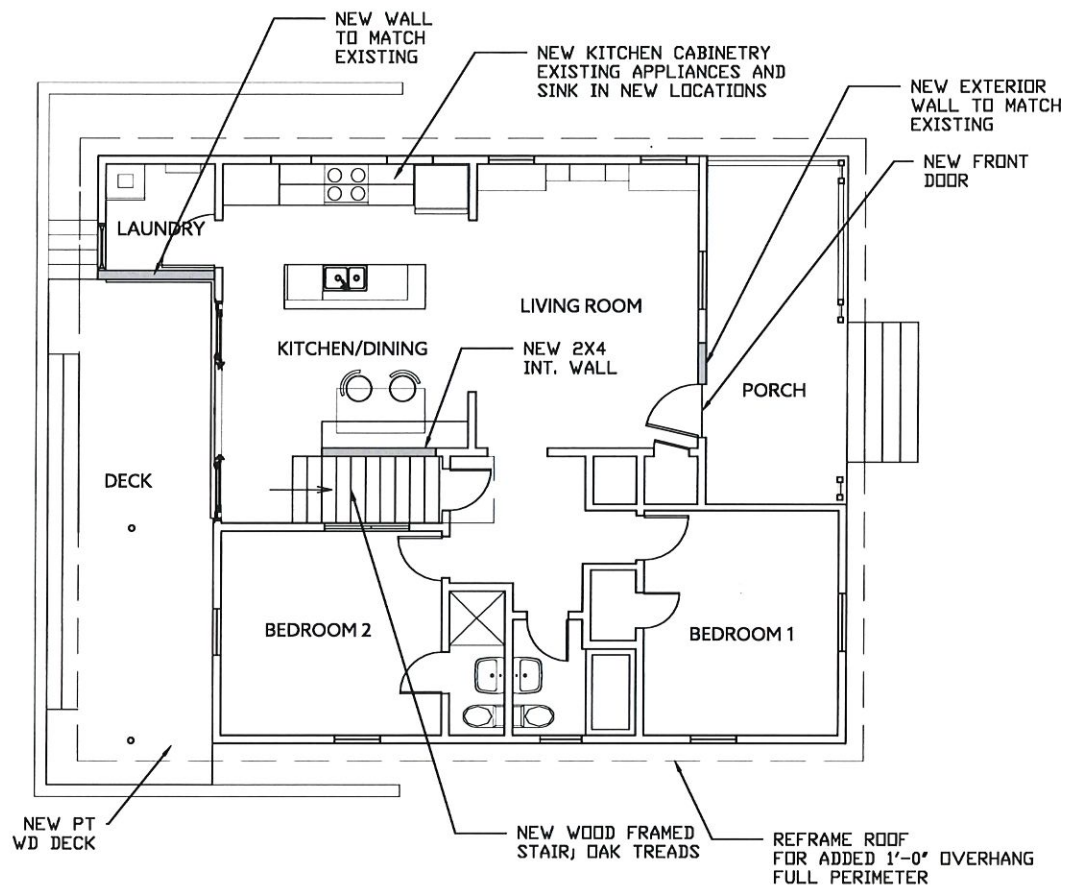 NEW WALL
TO MATCH
EXISTING
NEW KITCHEN CABINETRY
EXISTING APPLIANCES AND
SINK IN NEW LOCATIONS
NEW EXTERIOR
WALL TO MATCH
EXISTING
NEW FRONT
DOOR
LAUNDRY
LIVING ROOM
KITCHEN/DINING
NEW 2X4
INT. WALL
PORCH
DECK
BEDROOM 2
BEDROOM 1
NEW PT
WD DECK
NEW WOOD FRAMED
STAIR; OAK TREADS
REFRAME ROOF
FOR ADDED 1'-0" OVERHANG
FULL PERIMETER